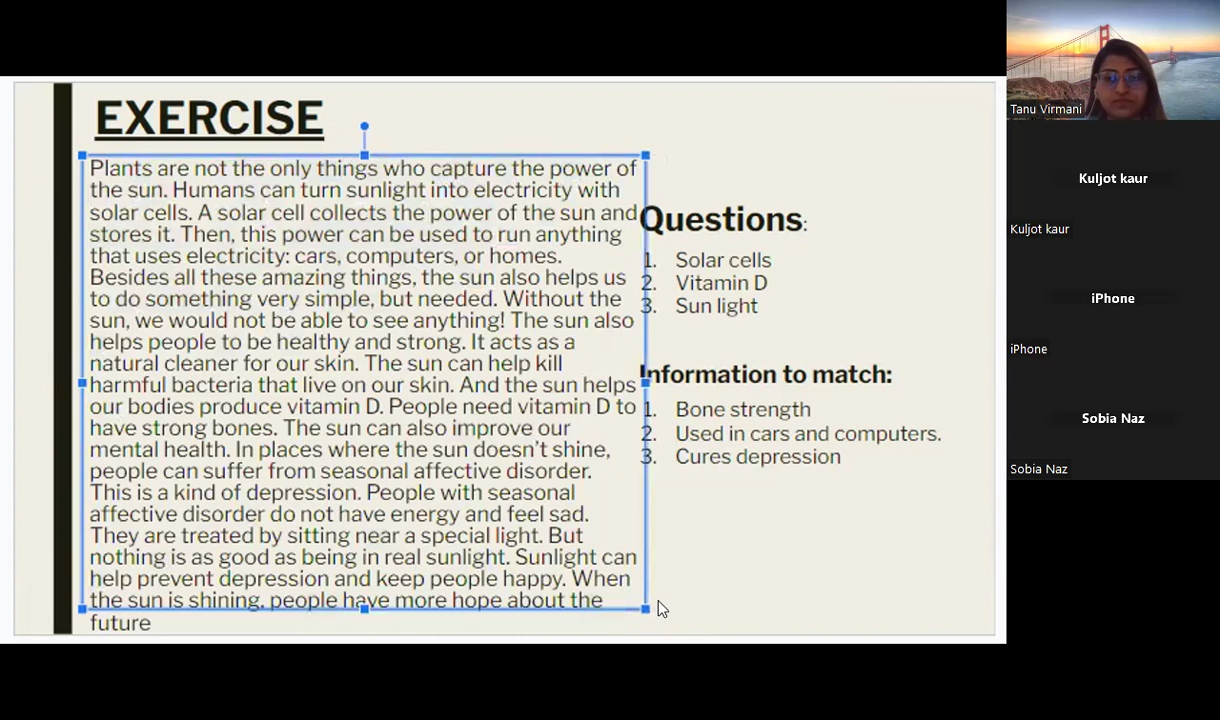 EXERCISE
Plants are not the only things who capture the power of
the sun. Humans can turn sunlight into electricity with
solar cells. A solar cell collects the power of the sun and
stores it. Then, this power can be used to run anything
that uses electricity: cars, computers, or homes.
Besides all these amazing things, the sun also helps us
to do something very simple, but needed. Without the
sun, we would not be able to see anything! The sun also
helps people to be healthy and strong. It acts as a
natural cleaner for our skin. The sun can help kill
harmful bacteria that live on our skin. And the sun helps
our bodies produce vitamin D. People need vitamin D to
have strong bones. The sun can also improve our
mental health. In places where the sun doesn't shine,
people can suffer from seasonal affective disorder.
This is a kind of depression. People with seasonal
affective disorder do not have energy and feel sad.
They are treated by sitting near a special light. But
nothing is as good as being in real sunlight. Sunlight can
help prevent depression and keep people happy. When
the sun is shining, people have more hope about the
future
Questions:
1. Solar cells
2. Vitamin D
3. Sun light
Information to match:
1. Bone strength
2. Used in cars and computers.
3. Cures depression
Tanu Virmani
Kuljot kaur
Kuljot kaur
iPhone
iPhone
Sobia Naz
Sobia Naz